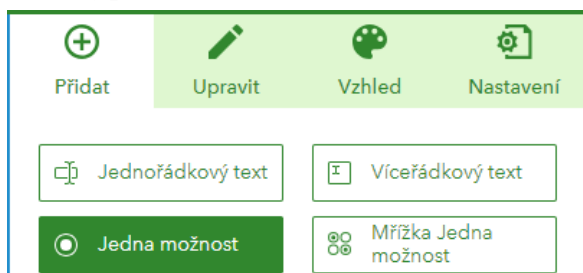 Přidat
Upravit
Vzhled
Nastavení
Jednořádkový text
Víceřádkový text
Jedna možnost
Mřížka Jedna
možnost